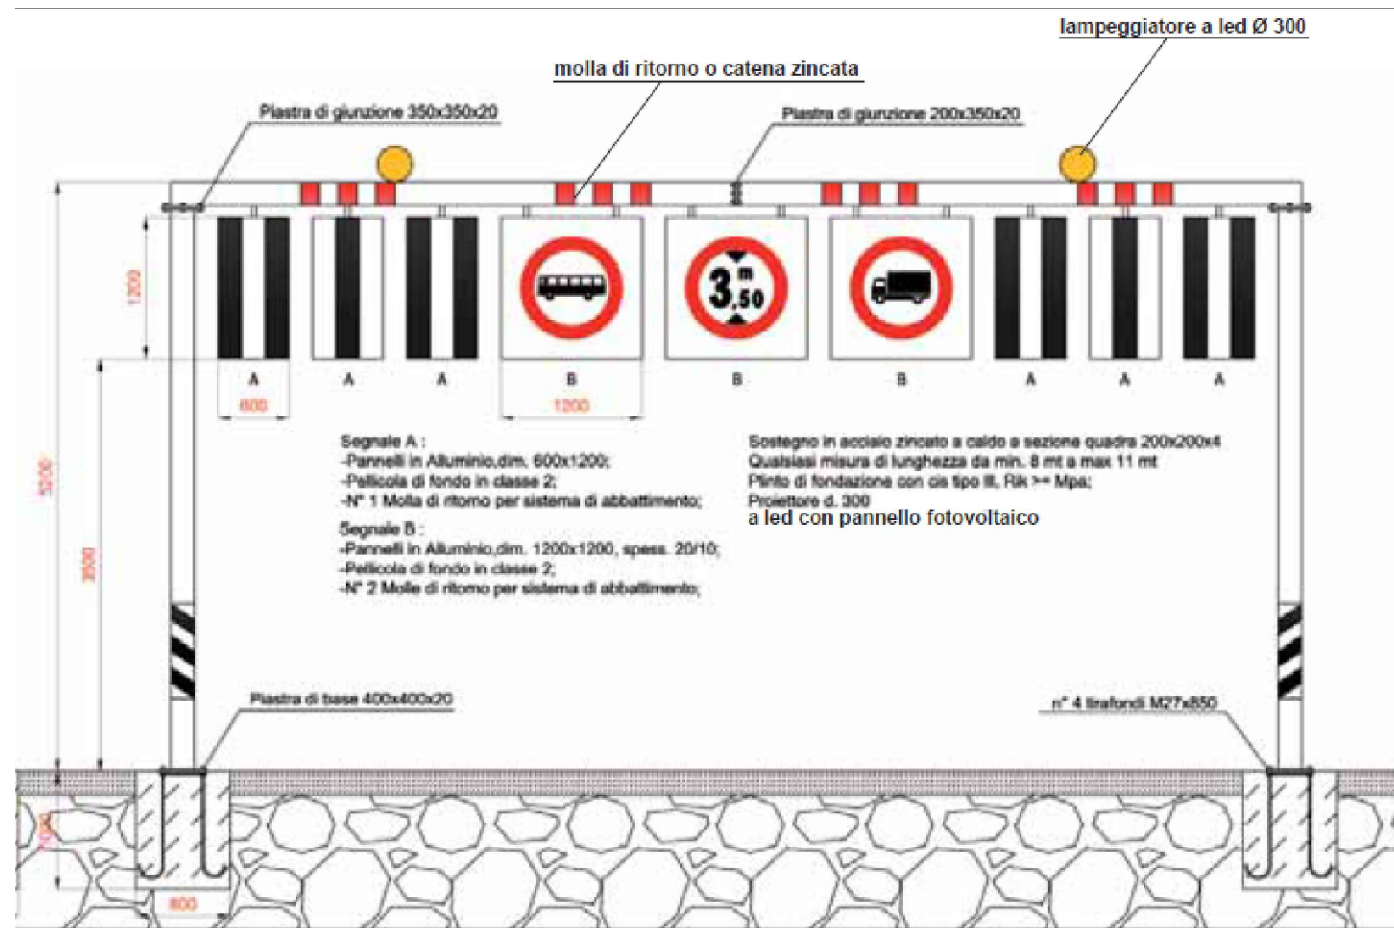 lampeggiatore a led Ø 300
molla di ritorno o catena zincata
Piastra di giunzione 350x350x20
Piastra di giunzione 200x350x20
3 m ,50
1200
A
A
A
B
B
B
A
A
A
600
1200
Segnale A :
-Pannelli in Alluminio,dim. 600x1200;
-Pellicola di fondo in classe 2;
-N° 1 Molla di ritorno per sistema di abbattimento;
Segnale B :
-Pannelli in Alluminio,dim. 1200x1200, spess. 20/10;
-Pellicola di fondo in classe 2;
-N° 2 Molle di ritorno per sistema di abbattimento;
Sostegno in acciaio zincato a caldo a sezione quadra 200x200x4
Qualsiasi misura di lunghezza da min. 8 mt a max 11 mt
Plinto di fondazione con cls tipo III, Rik >= Mpa;
Proiettore d. 300
a led con pannello fotovoltaico
3500
Piastra di base 400x400x20
n° 4 tirafondi M27x850
800